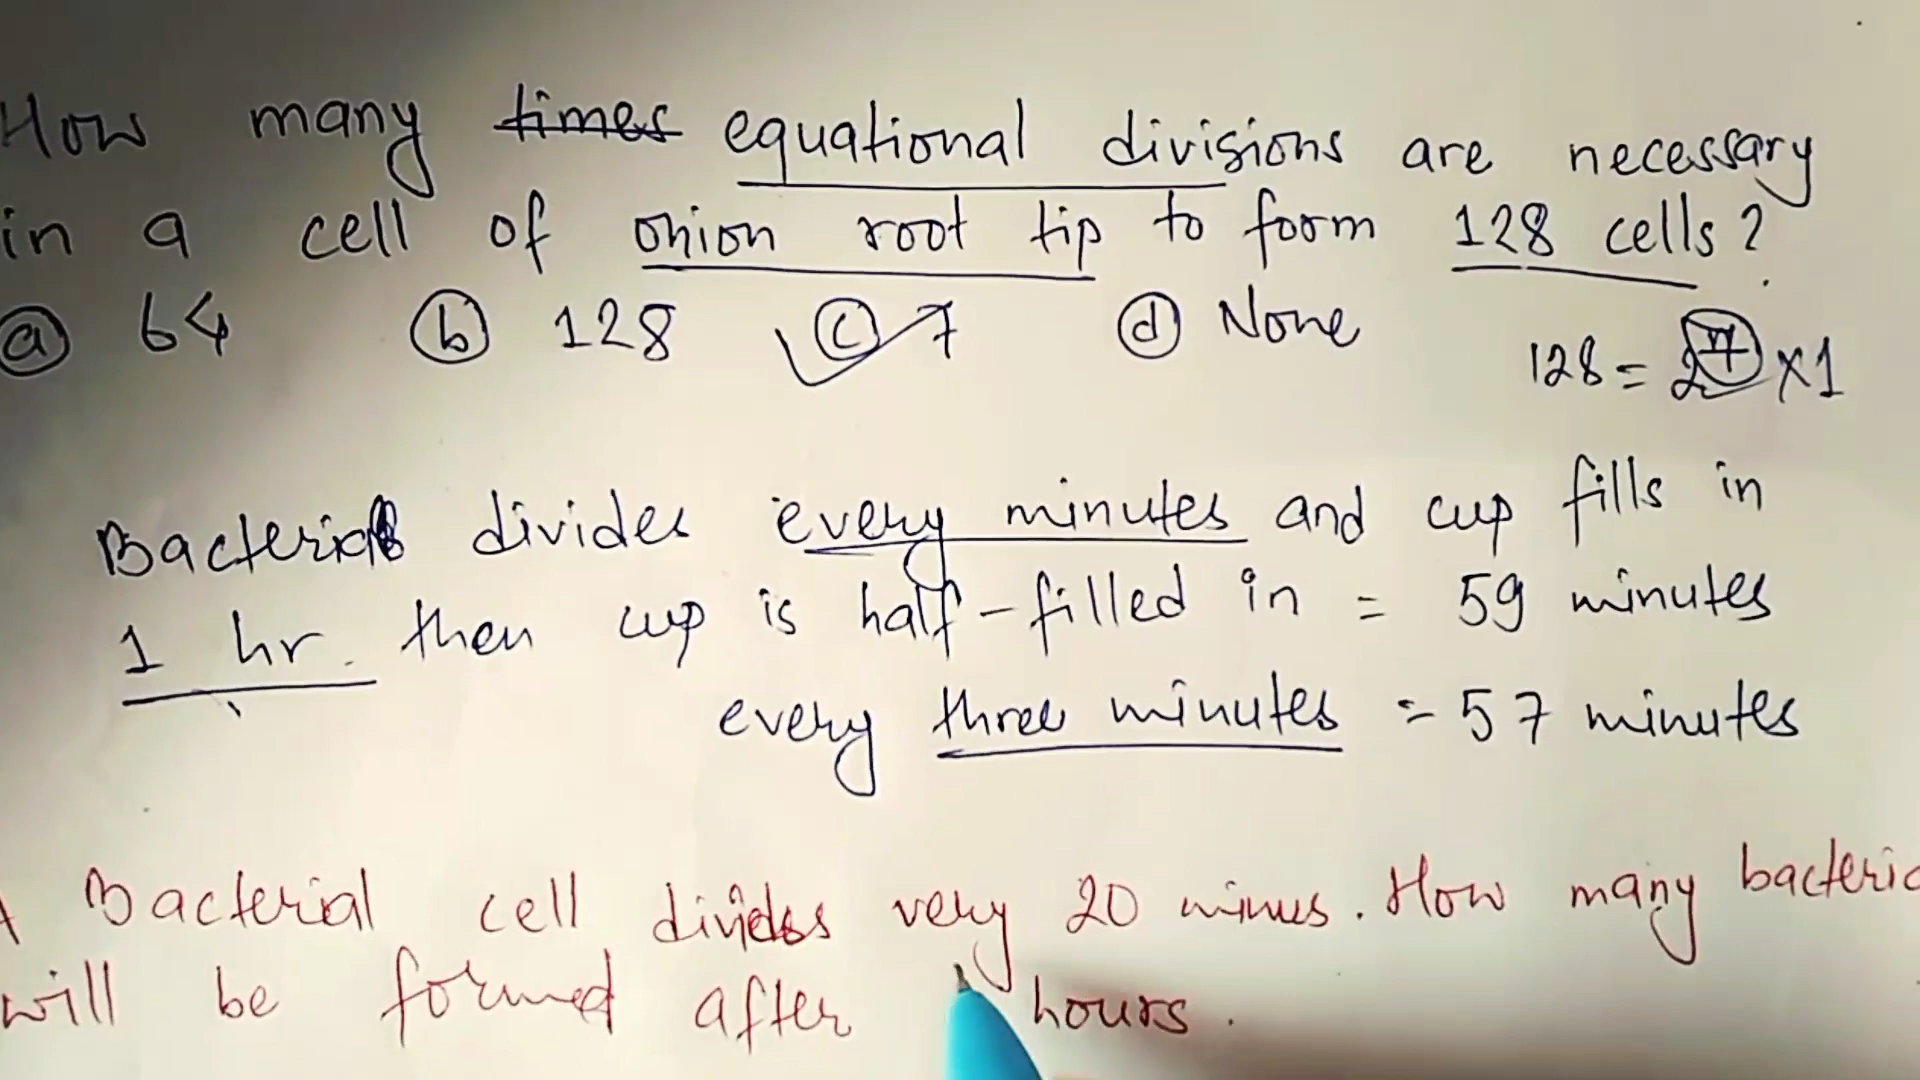 How many times equational divisions are necessary
in a cell of onion root tip to form 128 cells?
(a) 64 (b) 128 (c) 7 (d) None
128 = 2 × 1
Bacteria divides every minutes and cup fills in
1 hr. then cup is half-filled in = 59 minutes
every three minutes = 57 minutes
A Bacterial cell divides very 20 minus. How many bacteria
will be formed after hours.